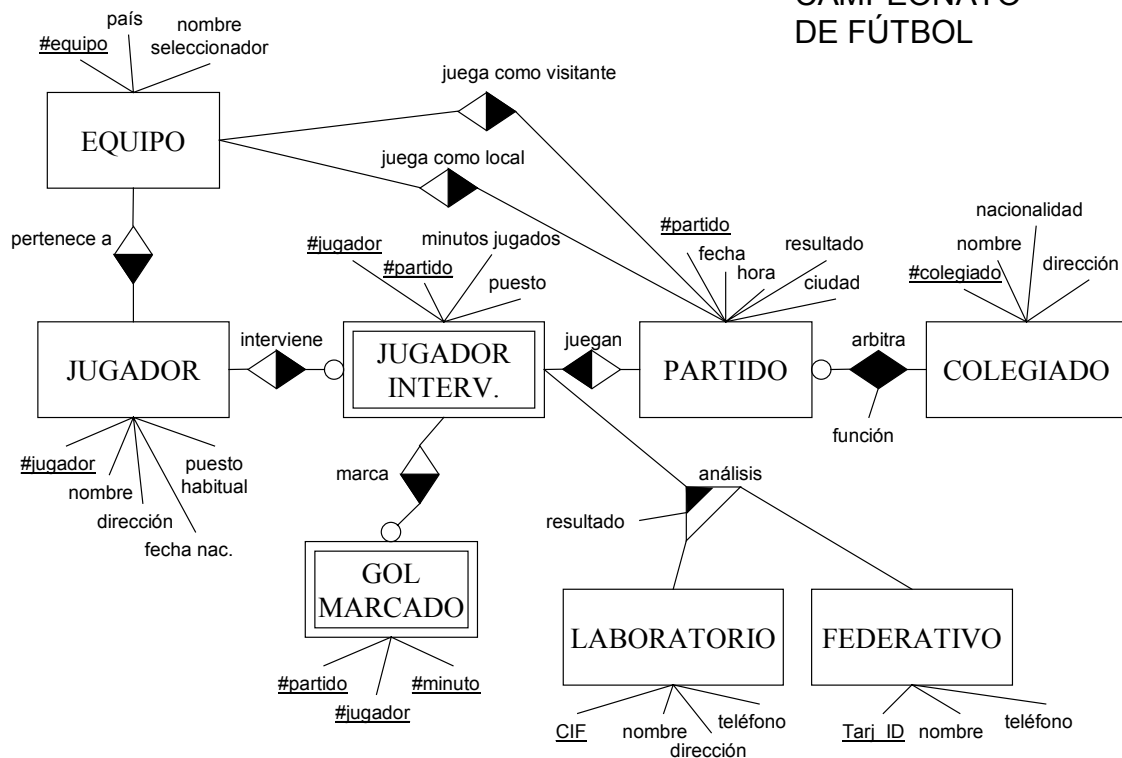 CAMPEONATO
DE FÚTBOL
país
nombre
seleccionador
#equipo
EQUIPO
juega como visitante
juega como local
pertenece a
#jugador
minutos jugados
#partido
puesto
#partido
fecha
hora
resultado
ciudad
nacionalidad
nombre
#colegiado
dirección
JUGADOR
interviene
JUGADOR
INTERV.
juegan
PARTIDO
arbitra
COLEGIADO
función
#jugador
nombre
dirección
fecha nac.
puesto
habitual
marca
análisis
resultado
GOL
MARCADO
#partido
#jugador
#minuto
LABORATORIO
FEDERATIVO
CIF
nombre
dirección
teléfono
Tarj_ID
nombre
teléfono